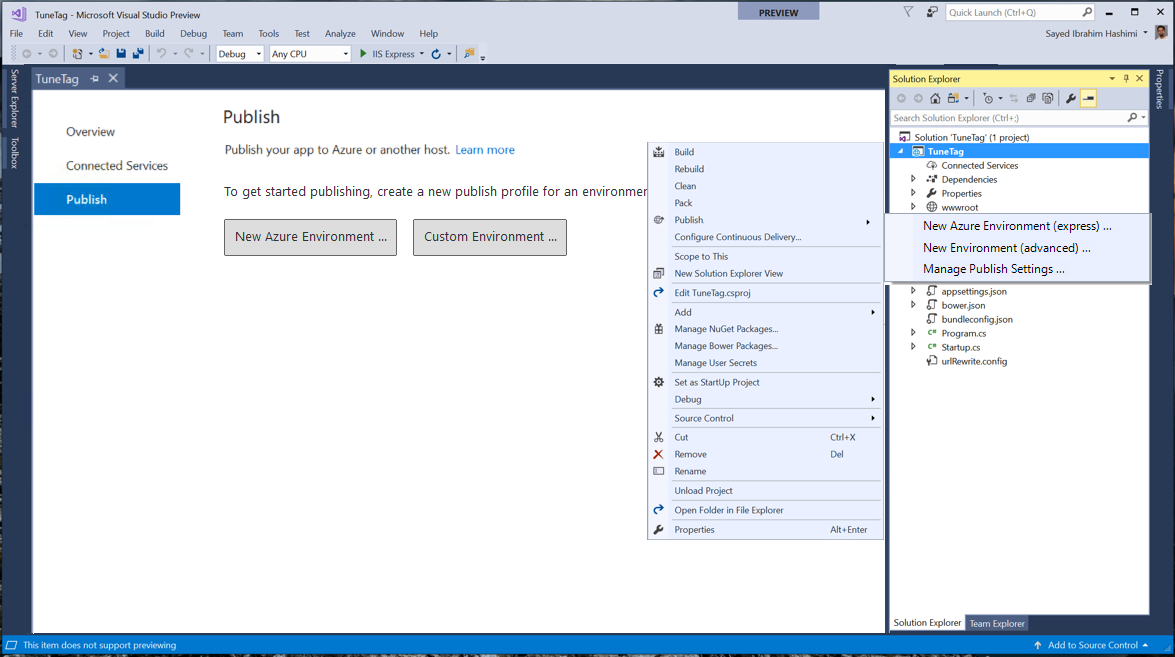 TuneTag - Microsoft Visual Studio Preview
PREVIEW
Quick Launch (Ctrl+Q)
File Edit View Project Build Debug Team Tools Test Analyze Window Help
Sayed Ibrahim Hashimi
Debug Any CPU IIS Express
Server Explorer
Toolbox
TuneTag
Overview
Connected Services
Publish
Publish
Publish your app to Azure or another host. Learn more
To get started publishing, create a new publish profile for an environmen
New Azure Environment ...
Custom Environment ...
Build
Rebuild
Clean
Pack
Publish
Configure Continuous Delivery...
Scope to This
New Solution Explorer View
Edit TuneTag.csproj
Add
Manage NuGet Packages...
Manage Bower Packages...
Manage User Secrets
Set as StartUp Project
Debug
Source Control
Cut Ctrl+X
Remove Del
Rename
Unload Project
Open Folder in File Explorer
Properties Alt+Enter
New Azure Environment (express) ...
New Environment (advanced) ...
Manage Publish Settings ...
Solution Explorer
Search Solution Explorer (Ctrl+;)
Solution 'TuneTag' (1 project)
TuneTag
Connected Services
Dependencies
Properties
wwwroot
appsettings.json
bower.json
bundleconfig.json
Program.cs
Startup.cs
urlRewrite.config
Solution Explorer Team Explorer
Properties
This item does not support previewing
Add to Source Control